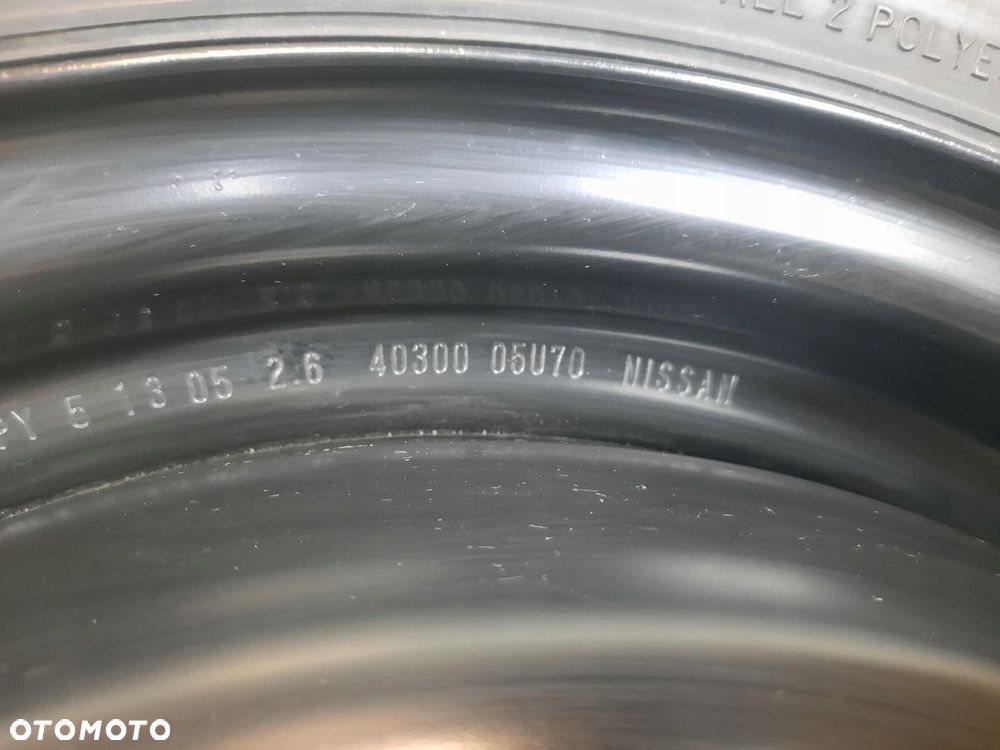 2 POLYE
5 13 05 2.6 40300 05U70 NISSAN
OTOMOTO